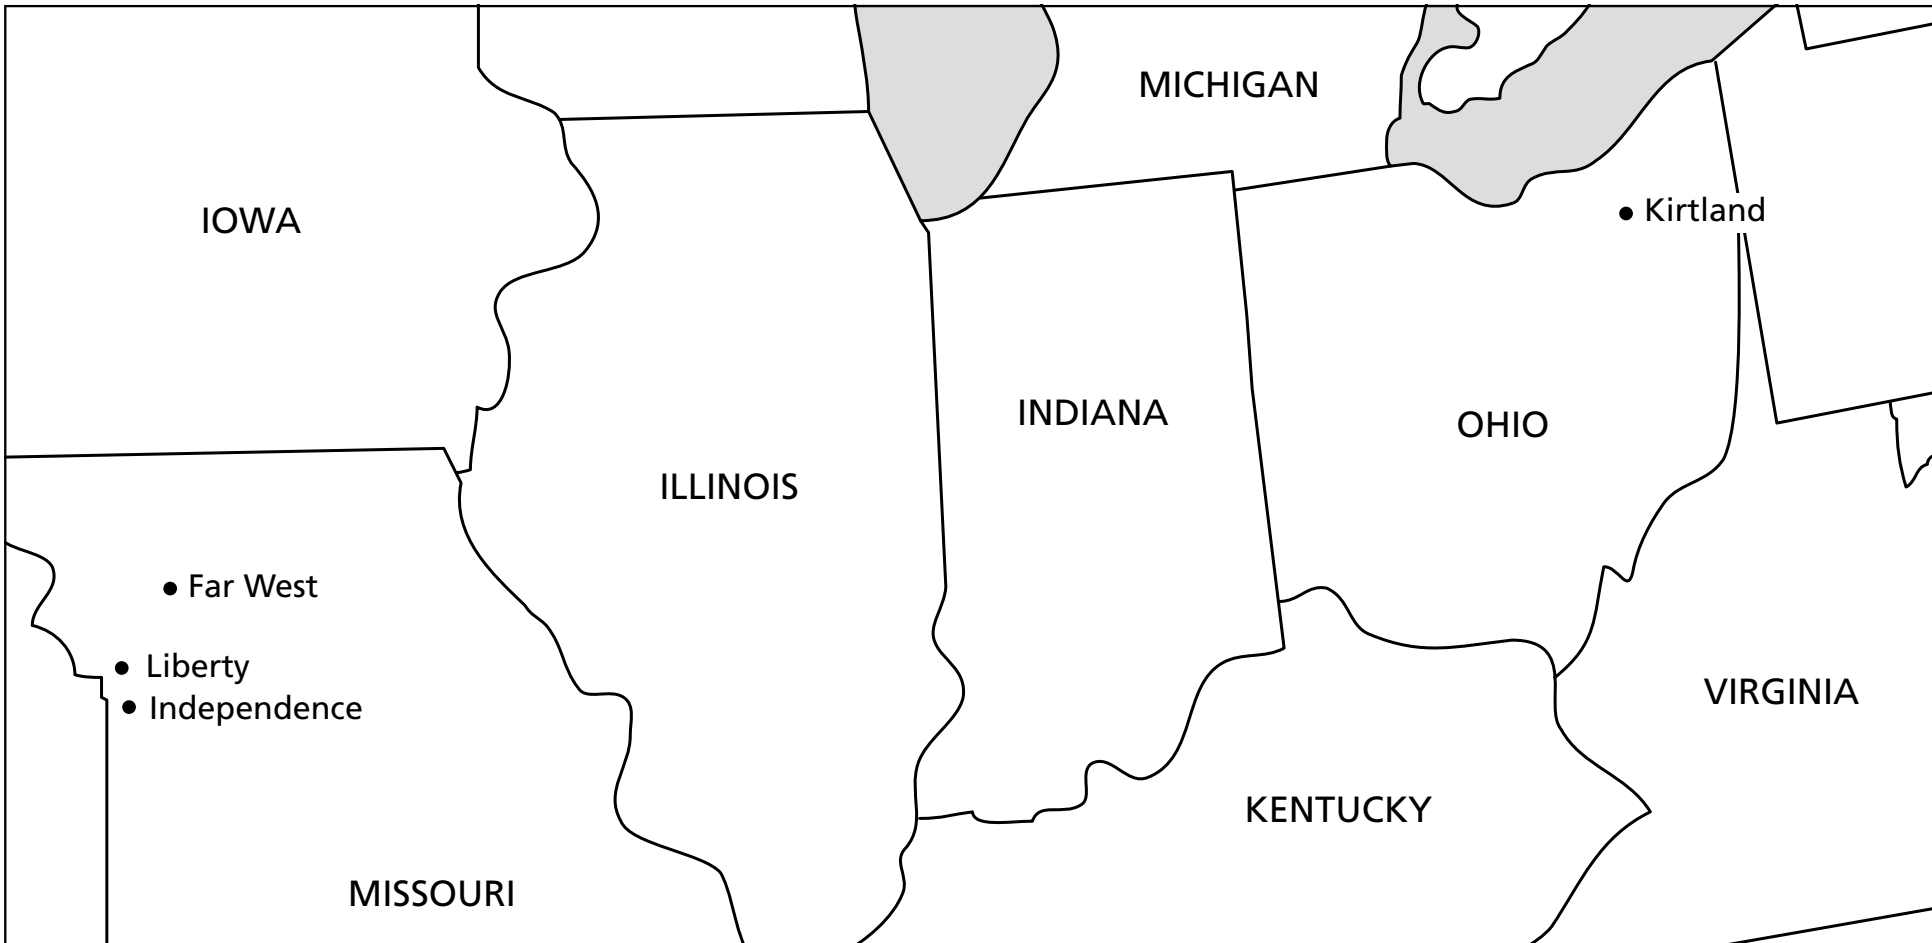 MICHIGAN
IOWA
Kirtland
INDIANA
OHIO
ILLINOIS
Far West
Liberty
Independence
VIRGINIA
KENTUCKY
MISSOURI